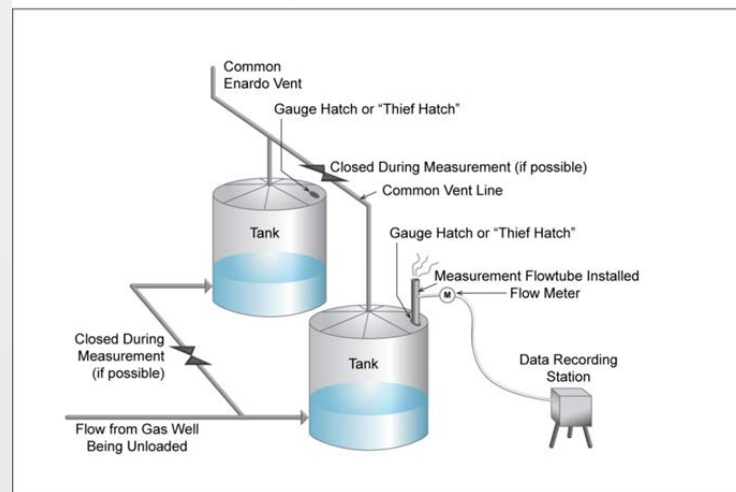 Common
Enardo Vent
Gauge Hatch or "Thief Hatch"
Closed During Measurement (if possible)
Common Vent Line
Tank
Gauge Hatch or "Thief Hatch"
Measurement Flowtube Installed
Flow Meter
M
Closed During
Measurement
(if possible)
Tank
Data Recording
Station
Flow from Gas Well
Being Unloaded